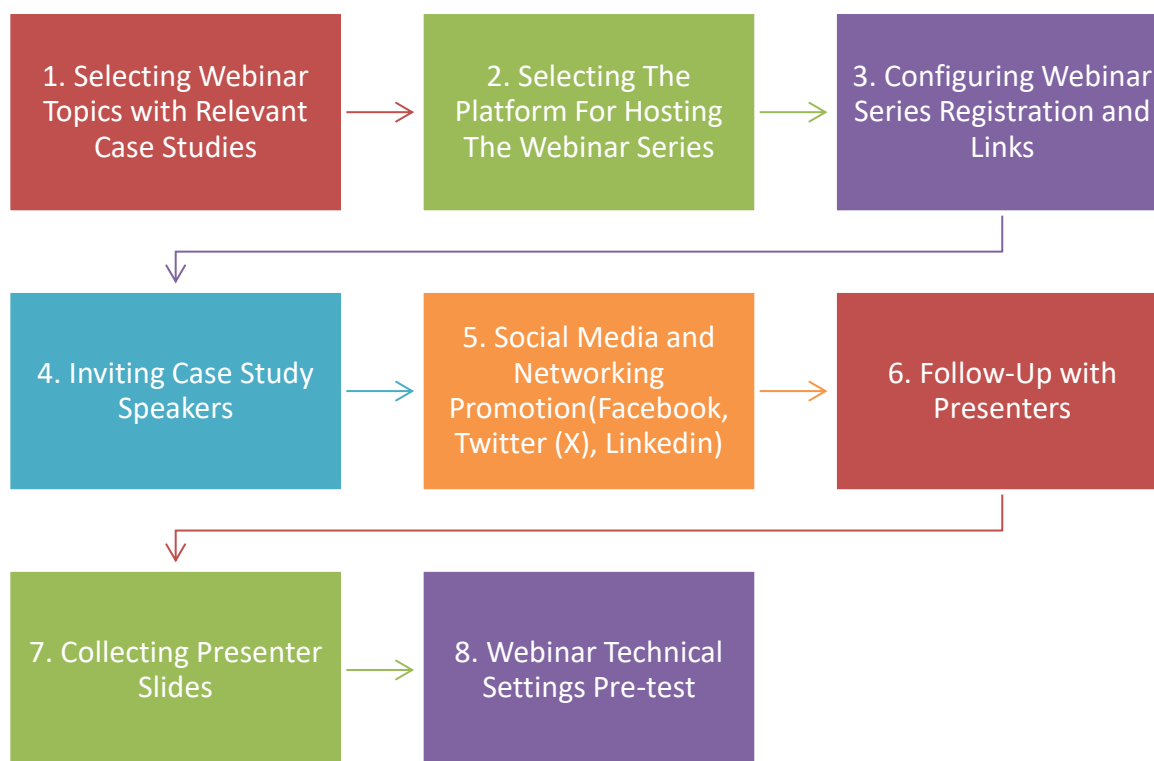 1. Selecting Webinar
Topics with Relevant
Case Studies
2. Selecting The
Platform For Hosting
The Webinar Series
3. Configuring Webinar
Series Registration and
Links
4. Inviting Case Study
Speakers
5. Social Media and
Networking
Promotion(Facebook,
Twitter (X), Linkedin)
6. Follow-Up with
Presenters
7. Collecting Presenter
Slides
8. Webinar Technical
Settings Pre-test